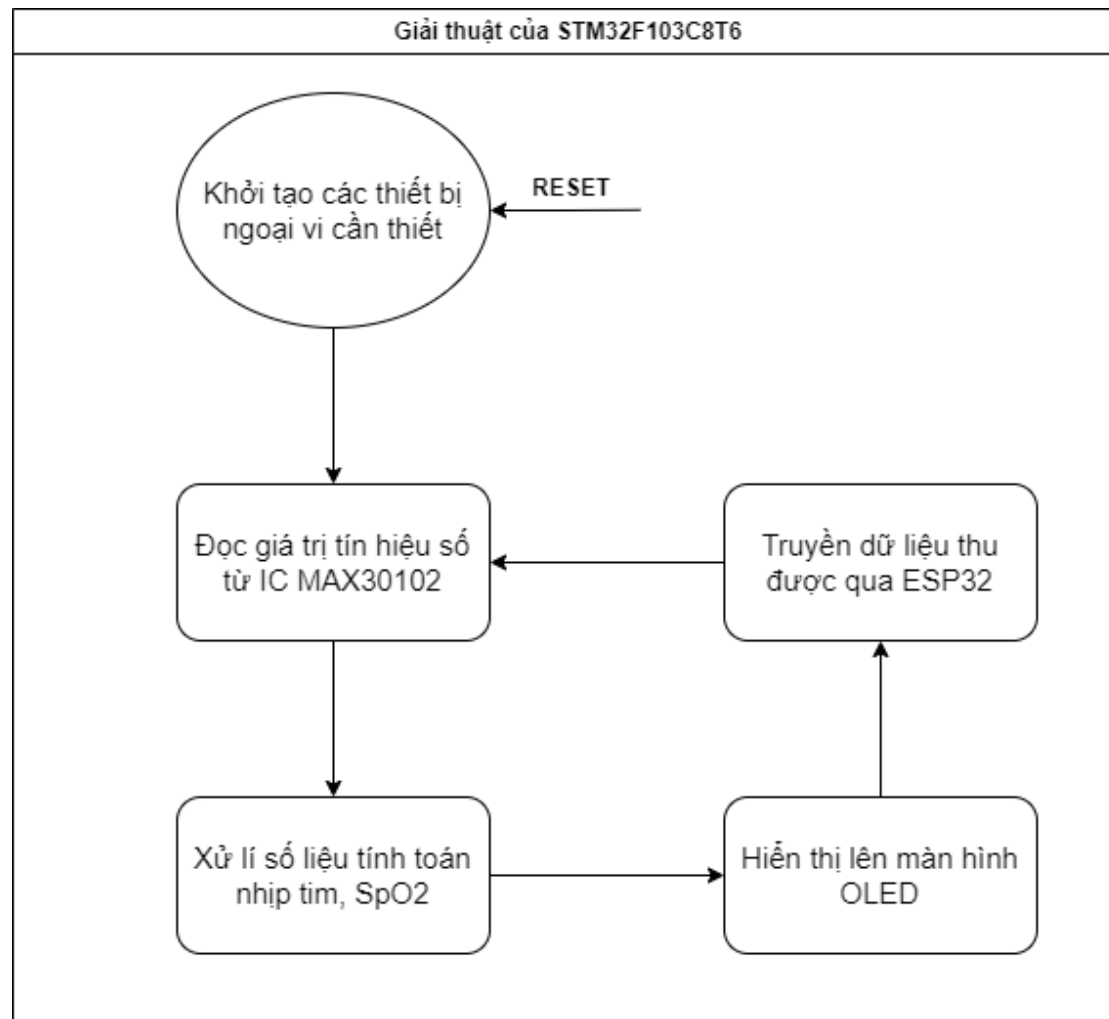 Giải thuật của STM32F103C8T6
Khởi tạo các thiết bị
ngoại vi cần thiết
RESET
Đọc giá trị tín hiệu số
từ IC MAX30102
Truyền dữ liệu thu
được qua ESP32
Xử lí số liệu tính toán
nhịp tim, SpO2
Hiển thị lên màn hình
OLED